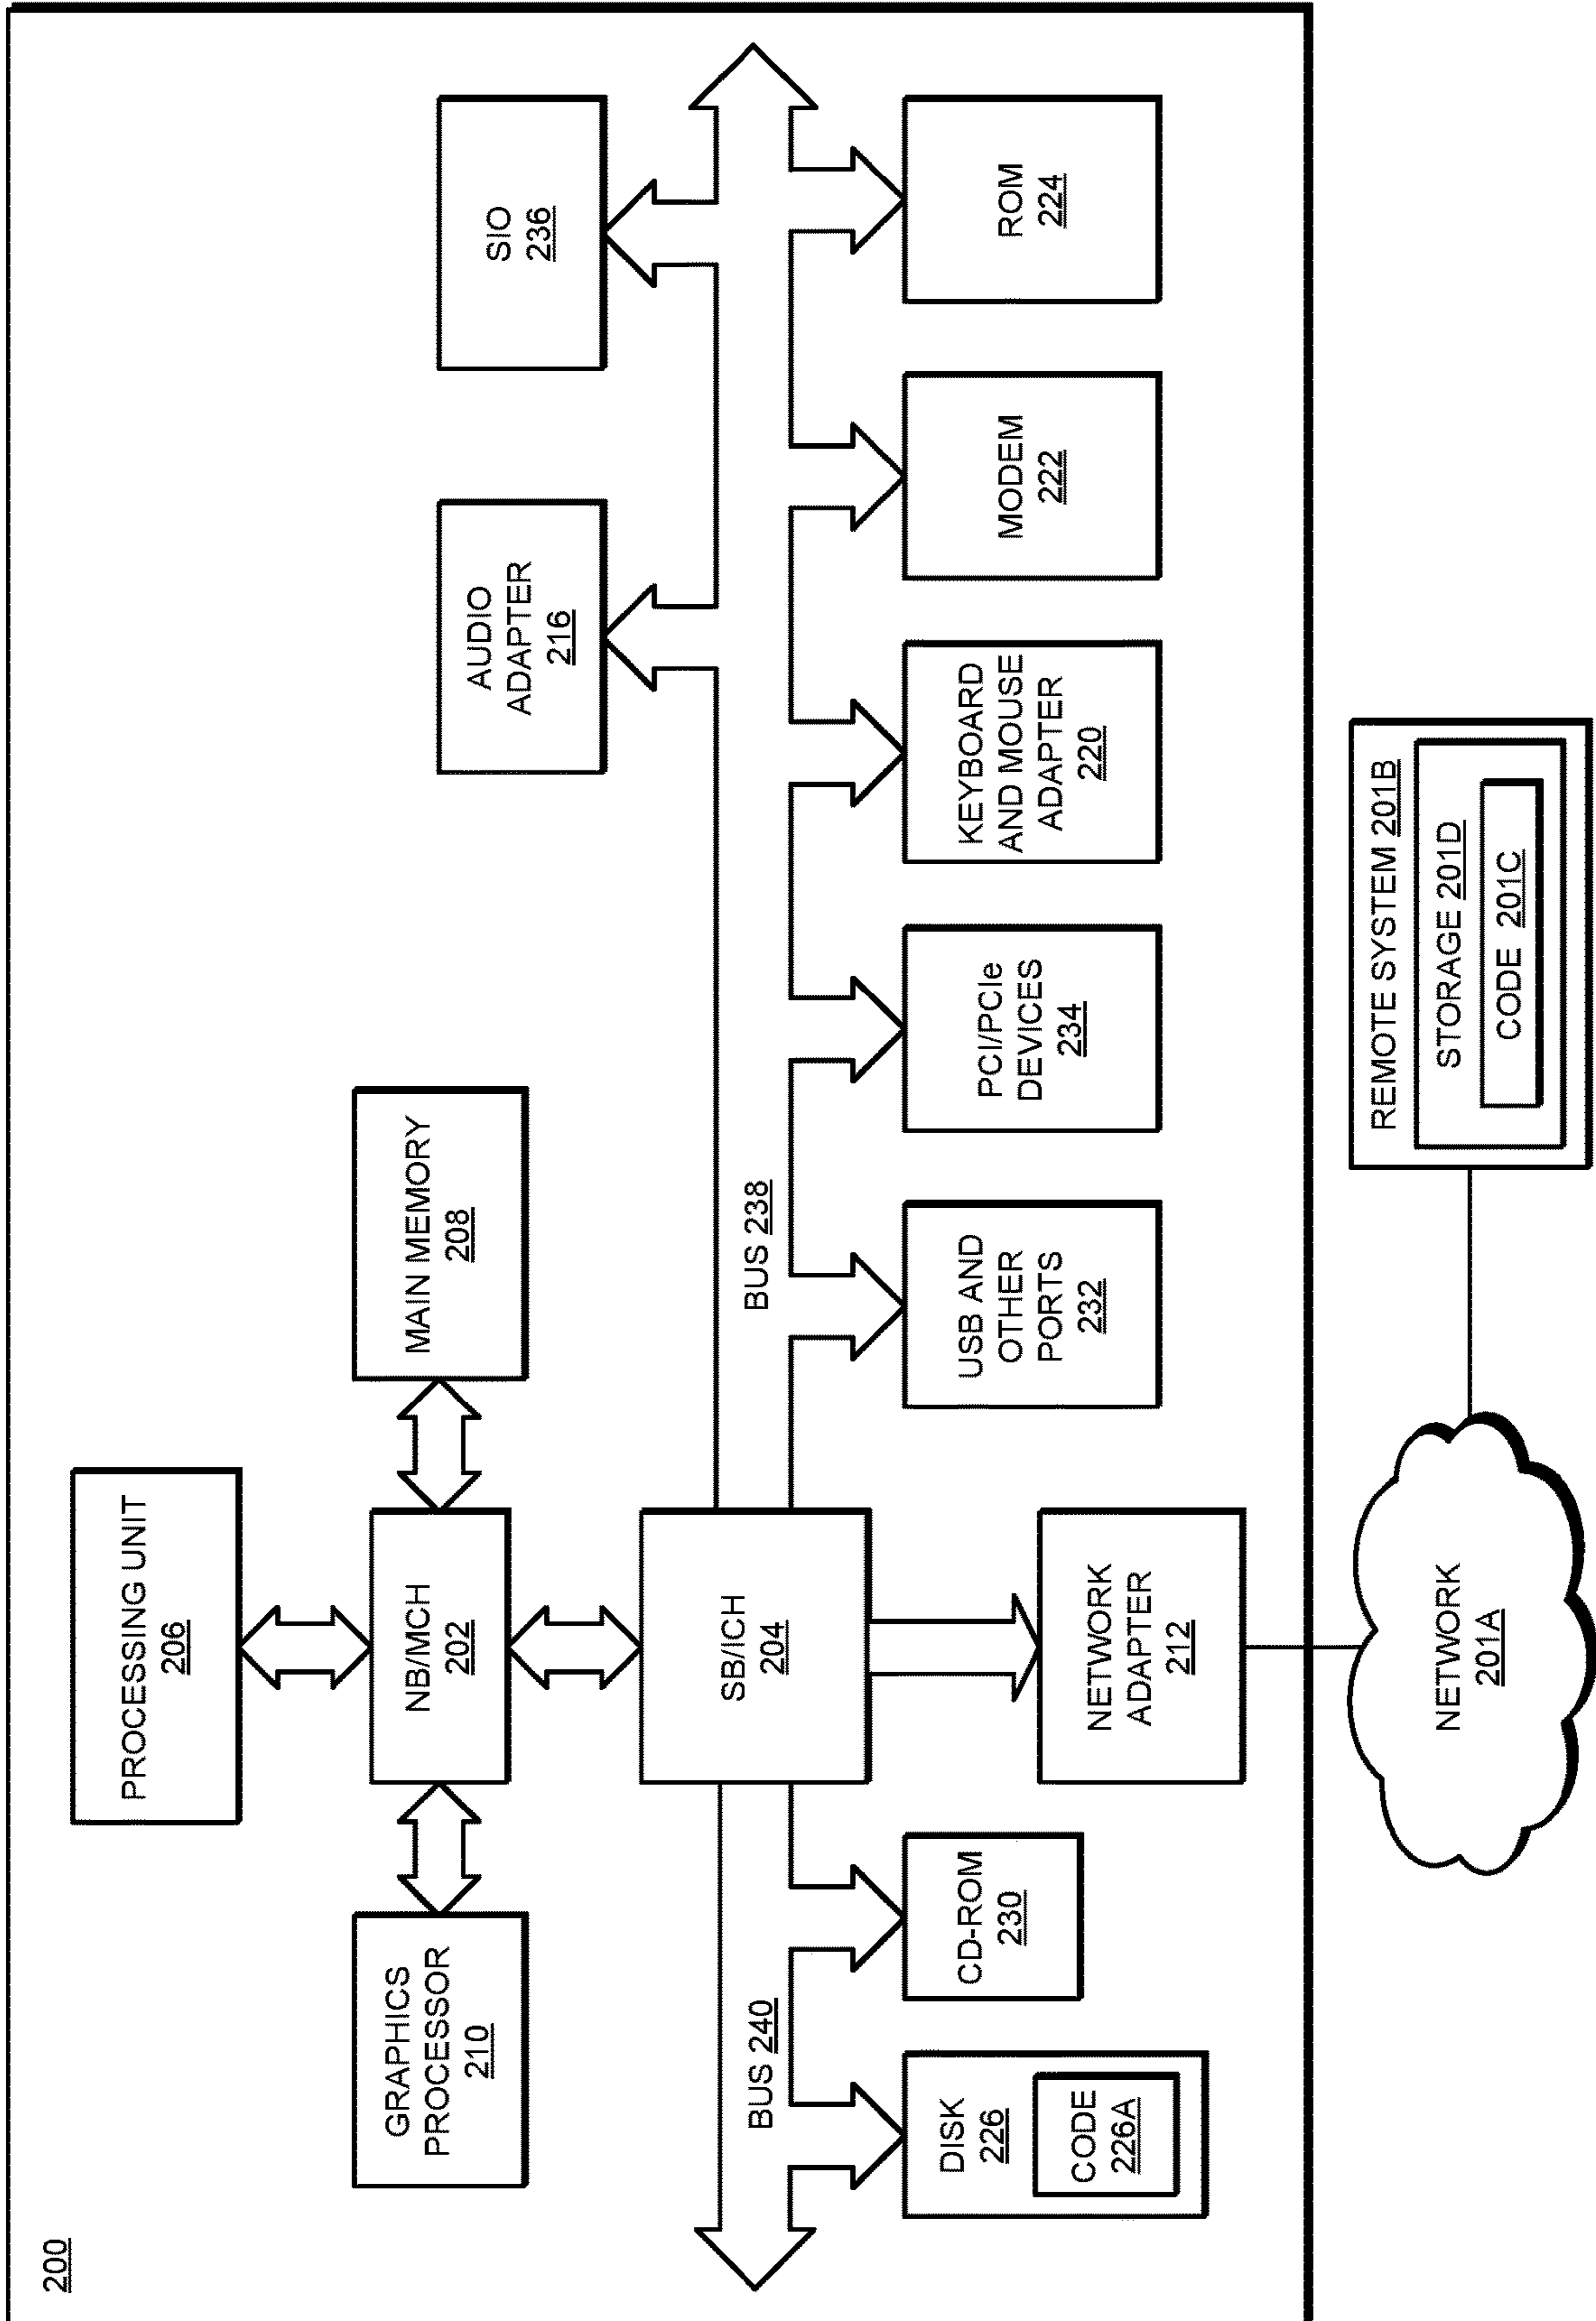 200
PROCESSING UNIT
206
GRAPHICS
PROCESSOR
210
NB/MCH
202
MAIN MEMORY
208
AUDIO
ADAPTER
216
SIO
236
SB/ICH
204
BUS 240
BUS 238
DISK
226
CODE
226A
CD-ROM
230
NETWORK
ADAPTER
212
USB AND
OTHER
PORTS
232
PCI/PCIe
DEVICES
234
KEYBOARD
AND MOUSE
ADAPTER
220
MODEM
222
ROM
224
NETWORK
201A
REMOTE SYSTEM 201B
STORAGE 201D
CODE 201C